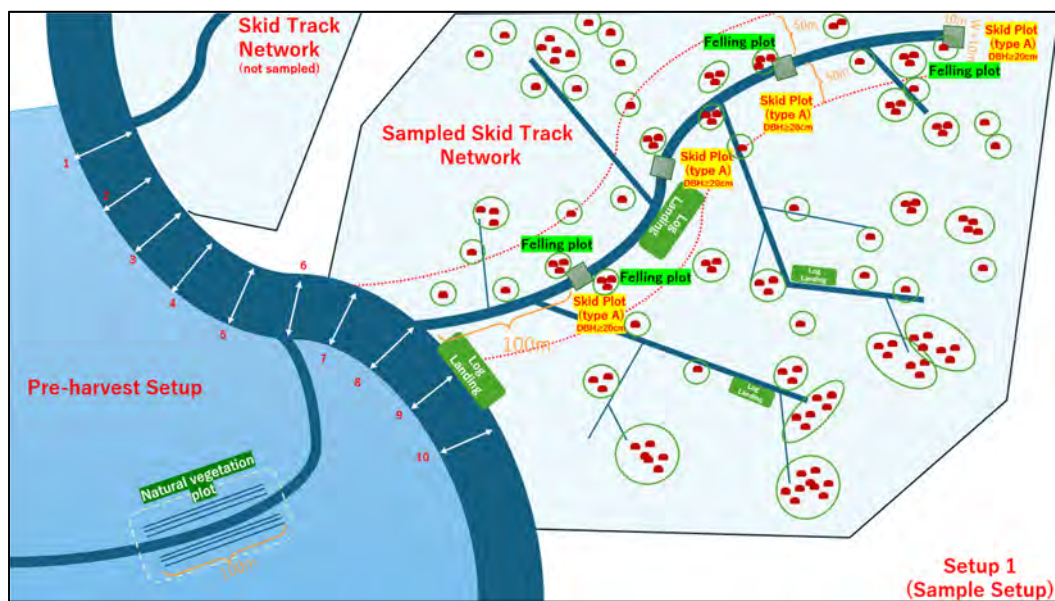 Skid Track
Network
(not sampled)
Sampled Skid Track
Network
Felling plot
50m
50m
10m
W+10m
Skid Plot
(type A)
DBH≥20cm
Felling plot
Skid Plot
(type A)
DBH≥20cm
Skid Plot
(type A)
DBH≥20cm
Log
Landing
Felling plot
Felling plot
Skid Plot
(type A)
DBH≥20cm
100m
Log
Landing
Log
Landing
Log
Landing
1
2
3
4
5
6
7
8
9
10
Pre-harvest Setup
Natural vegetation
plot
100m
Setup 1
(Sample Setup)